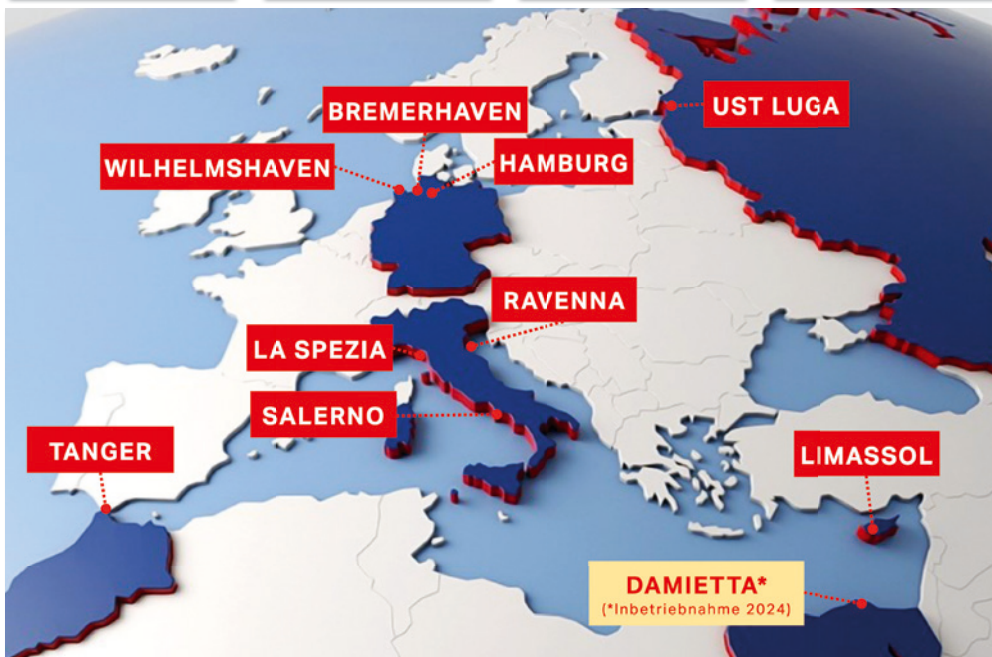 BREMERHAVEN
UST LUGA
WILHELMSHAVEN
HAMBURG
RAVENNA
LA SPEZIA
SALERNO
TANGER
LIMASSOL
DAMIETTA*
(*Inbetriebnahme 2024)